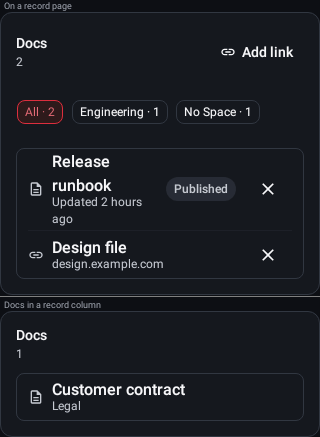 On a record page
Docs
2
Add link
All · 2
Engineering · 1
No Space · 1
Release
runbook
Updated 2 hours
ago
Published
Design file
design.example.com
Docs in a record column
Docs
1
Customer contract
Legal